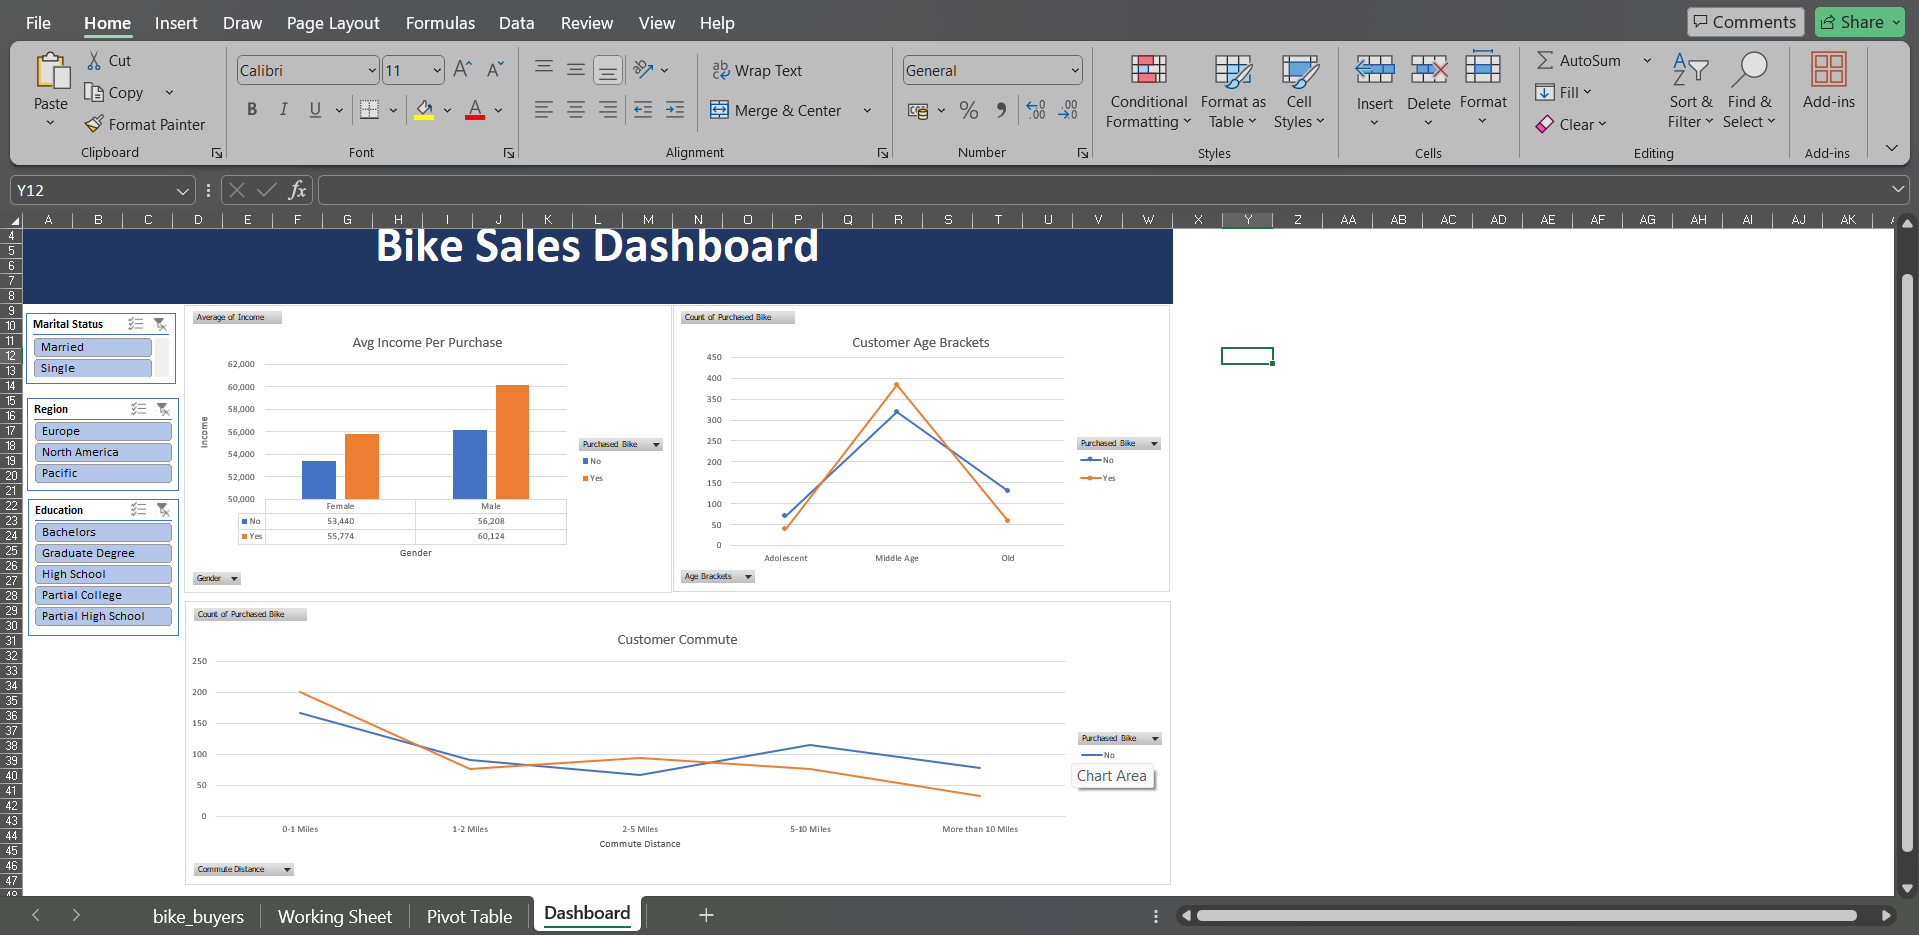 File Home Insert Draw Page Layout Formulas Data Review View Help Comments Share
Paste Cut Copy Format Painter Clipboard
Calibri 11 B I U A Font
Wrap Text Merge & Center Alignment
General Number
Conditional Formatting Format as Table Cell Styles Styles
Insert Delete Format Cells
AutoSum Fill Clear Sort & Filter Find & Select Editing
Add-ins Add-ins
Y12 fx
A B C D E F G H I J K L M N O P Q R S T U V W X Y Z AA AB AC AD AE AF AG AH AI AJ AK
4
5
6
7
8
9
10
11
12
13
14
15
16
17
18
19
20
21
22
23
24
25
26
27
28
29
30
31
32
33
34
35
36
37
38
39
40
41
42
43
44
45
46
47
Bike Sales Dashboard
Marital Status
Married
Single
Region
Europe
North America
Pacific
Education
Bachelors
Graduate Degree
High School
Partial College
Partial High School
Average of Income
Avg Income Per Purchase
62,000
60,000
58,000
56,000
54,000
52,000
50,000
Income
Female Male
No 53,440 56,208
Yes 55,774 60,124
Gender
Purchased Bike
No
Yes
Gender
Count of Purchased Bike
Customer Age Brackets
450
400
350
300
250
200
150
100
50
0
Adolescent Middle Age Old
Purchased Bike
No
Yes
Age Brackets
Count of Purchased Bike
Customer Commute
250
200
150
100
50
0
0-1 Miles 1-2 Miles 2-5 Miles 5-10 Miles More than 10 Miles
Commute Distance
Purchased Bike
No
Chart Area
Commute Distance
bike_buyers Working Sheet Pivot Table Dashboard